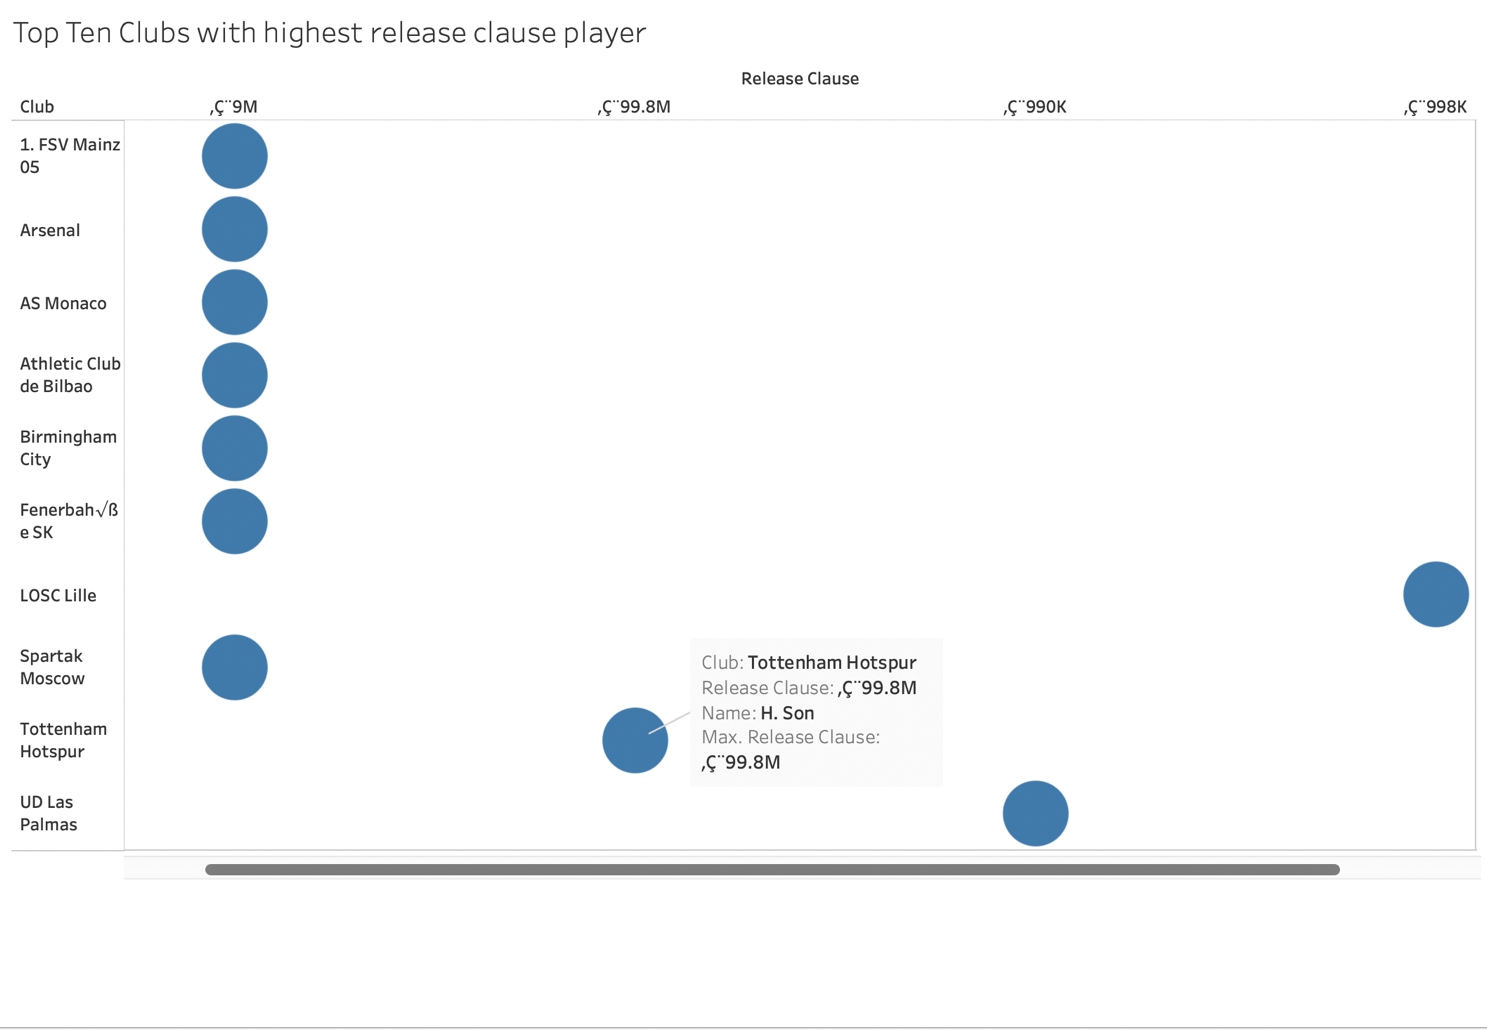 Top Ten Clubs with highest release clause player
Release Clause
Club ‚Ç¨9M ‚Ç¨99.8M ‚Ç¨990K ‚Ç¨998K
1. FSV Mainz
05
Arsenal
AS Monaco
Athletic Club
de Bilbao
Birmingham
City
Fenerbah√ß
e SK
LOSC Lille
Spartak
Moscow
Tottenham
Hotspur
UD Las
Palmas
Club: Tottenham Hotspur
Release Clause: ‚Ç¨99.8M
Name: H. Son
Max. Release Clause:
‚Ç¨99.8M